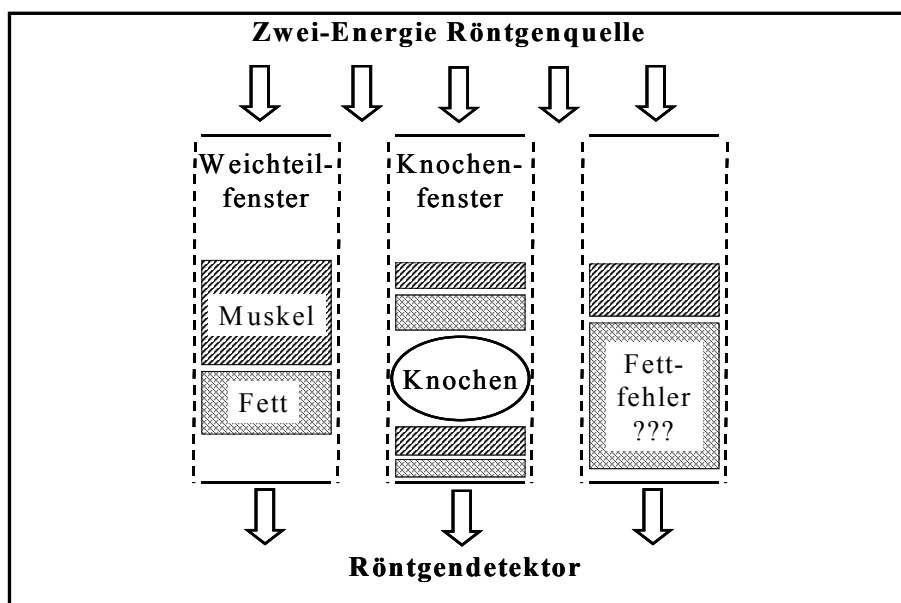 Zwei-Energie Röntgenquelle
Weichteil-
fenster
Knochen-
fenster
Muskel
Fett
Knochen
Fett-
fehler
???
Röntgendetektor